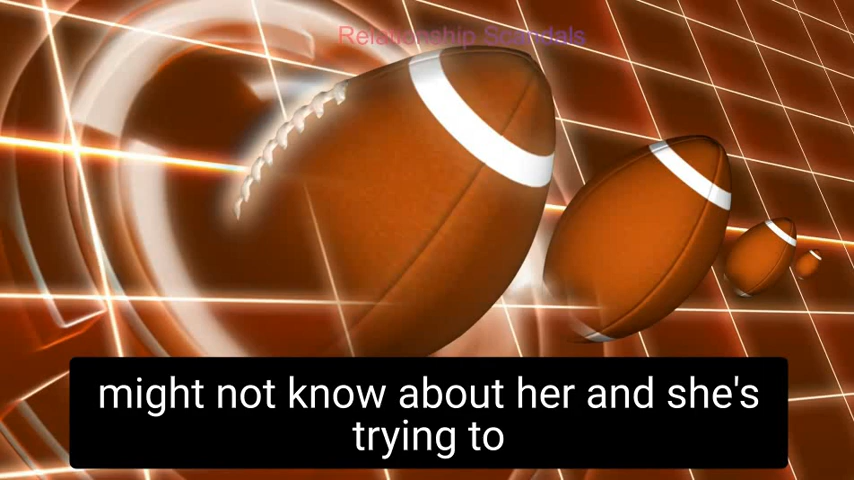 Relationship Scandals
might not know about her and she's
trying to